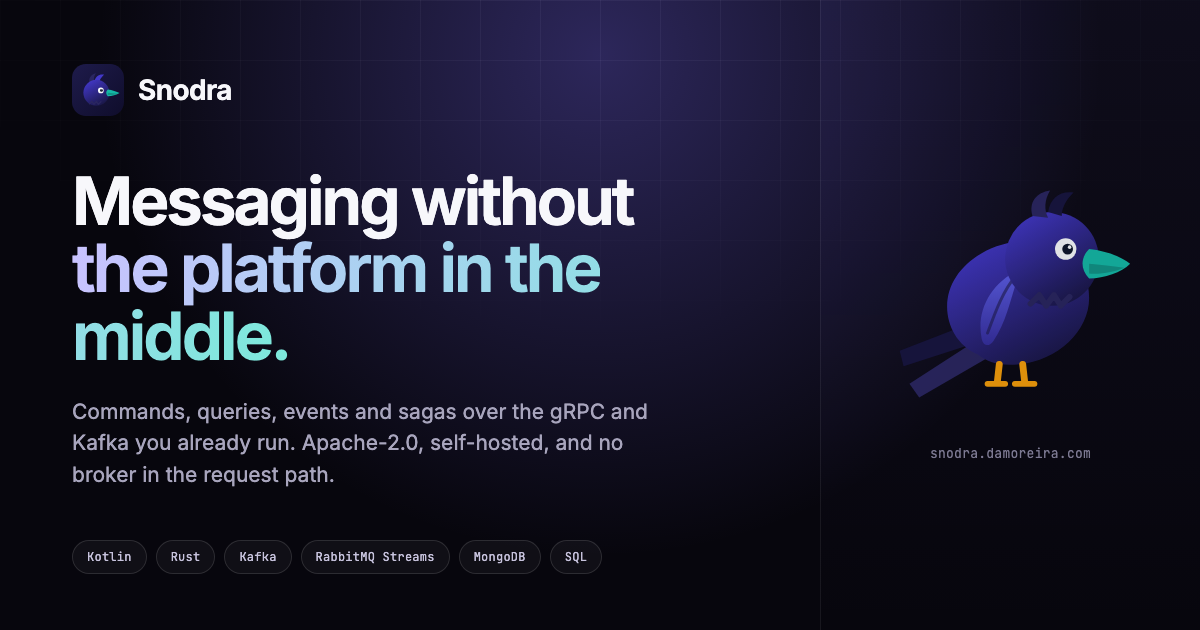 Snodra
Messaging without
the platform in the
middle.
Commands, queries, events and sagas over the gRPC and
Kafka you already run. Apache-2.0, self-hosted, and no
broker in the request path.
Kotlin
Rust
Kafka
RabbitMQ Streams
MongoDB
SQL
snodra.damoreira.com